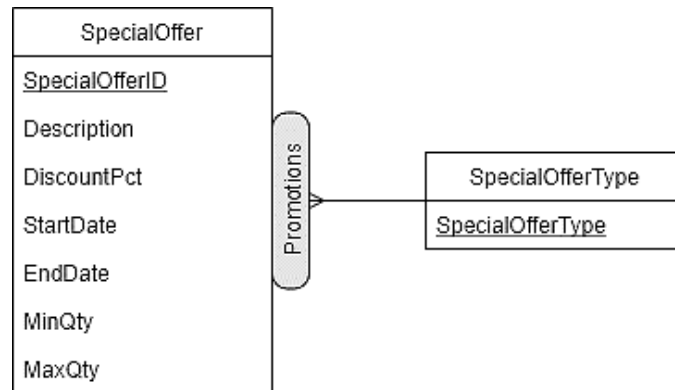 SpecialOffer
SpecialOfferID
Description
DiscountPct
StartDate
EndDate
MinQty
MaxQty
Promotions
SpecialOfferType
SpecialOfferType